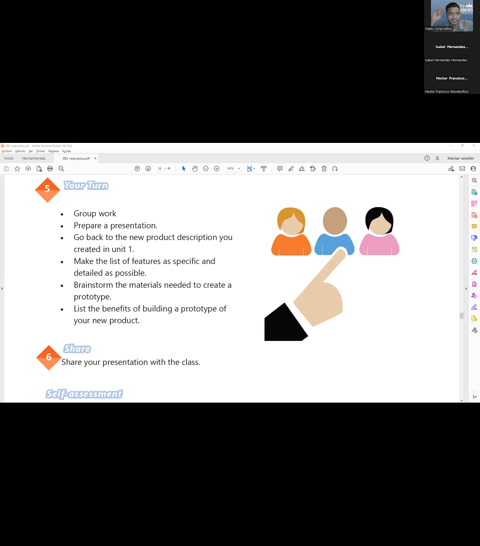 Inglés Corporativo
Isabel Hernandez...
Isabel Hernandez Hernandez
Hector Francisco...
Archivo
Inicio
Herramientas
Iniciar sesión
5
Your Turn
• Group work
• Prepare a presentation.
• Go back to the new product description you
created in unit 1.
• Make the list of features as specific and
detailed as possible.
• Brainstorm the materials needed to create a
prototype.
• List the benefits of building a prototype of
your new product.
6
Share
Share your presentation with the class.
Self-assessment